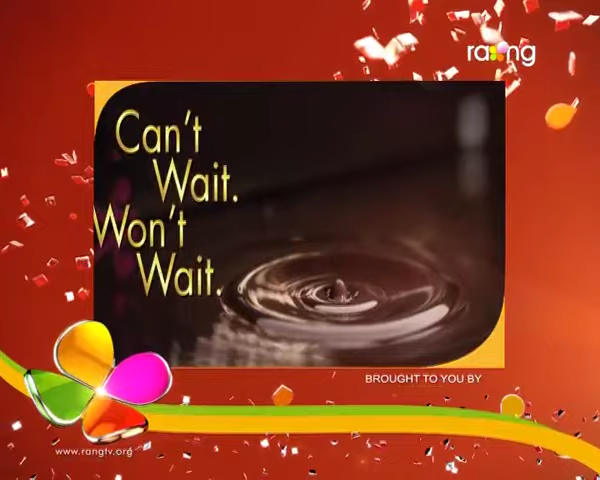 rang
Can't
Wait.
Won't
Wait.
BROUGHT TO YOU BY
www.rangtv.org